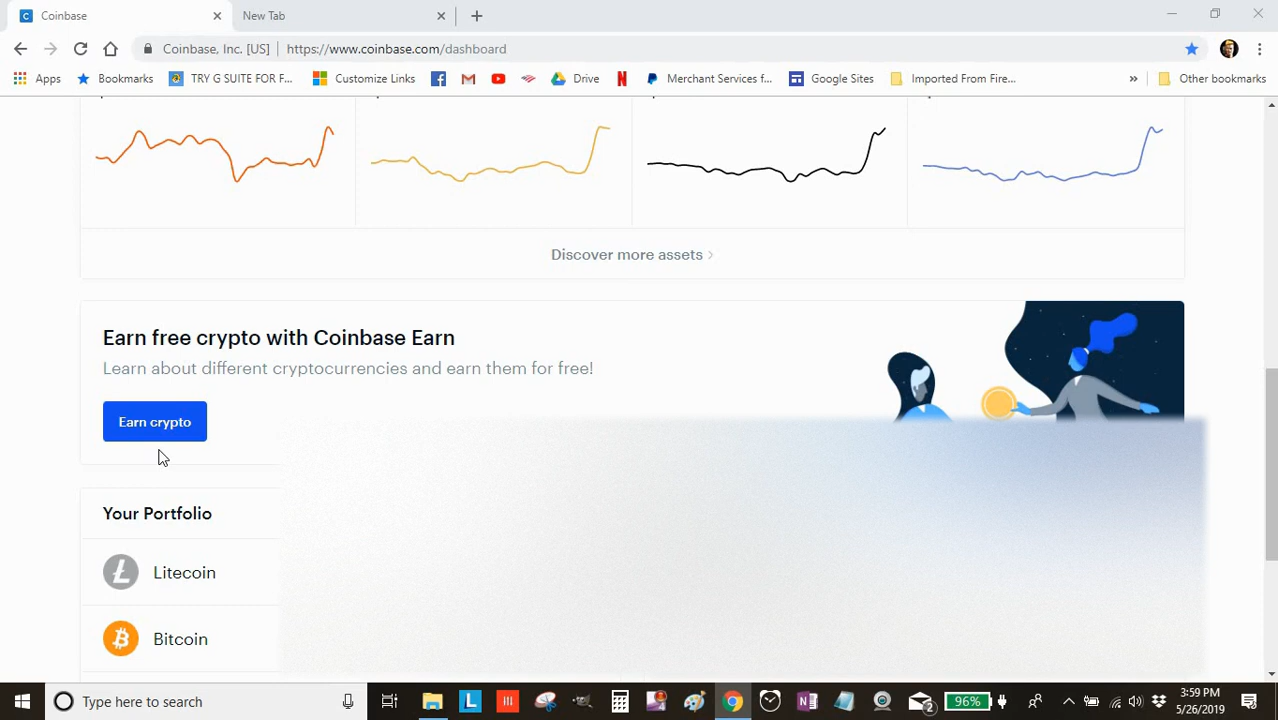 Coinbase
New Tab
Coinbase, Inc. [US] https://www.coinbase.com/dashboard
Apps Bookmarks TRY G SUITE FOR F... Customize Links Drive Merchant Services f... Google Sites Imported From Fire... » Other bookmarks
Discover more assets
Earn free crypto with Coinbase Earn
Learn about different cryptocurrencies and earn them for free!
Earn crypto
Your Portfolio
Litecoin
Bitcoin
Type here to search
96%
3:59 PM
5/26/2019